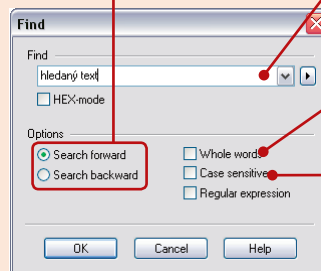 Find
Find
hledaný text
HEX-mode
Options
Search forward
Whole words
Search backward
Case sensitive
Regular expression
OK
Cancel
Help